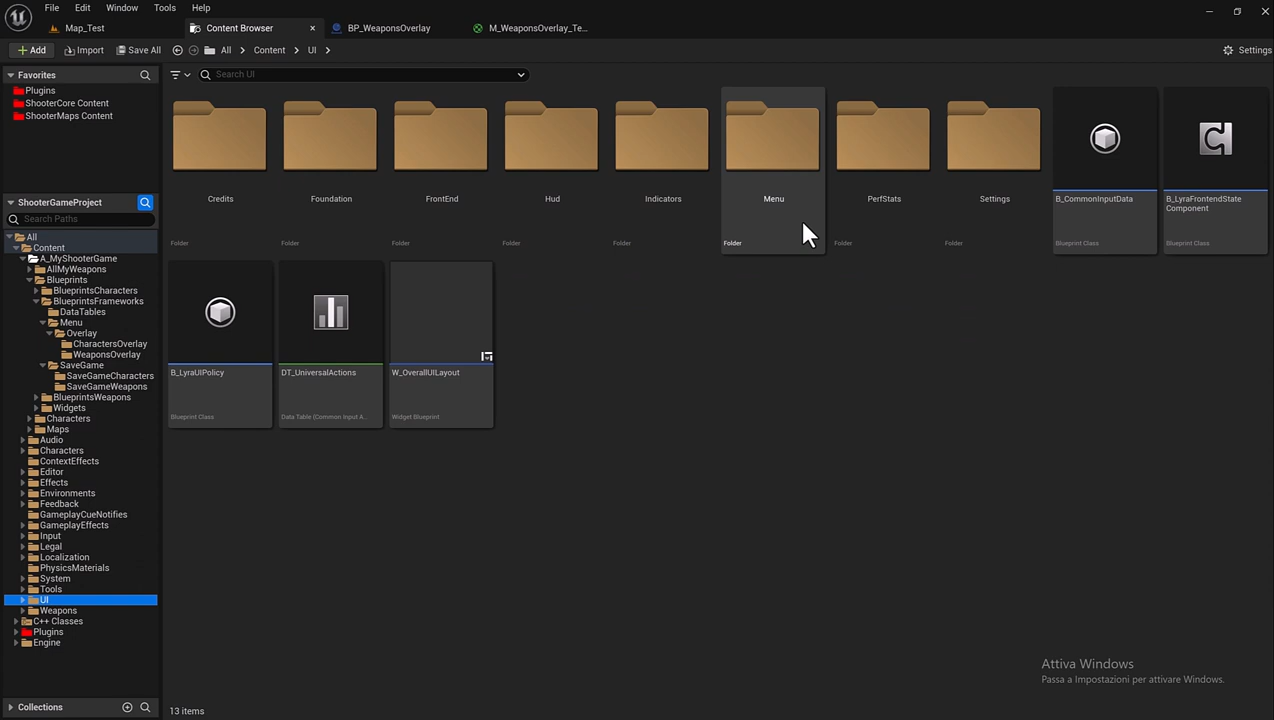 File Edit Window Tools Help
Map_Test Content Browser BP_WeaponsOverlay M_WeaponsOverlay_Te...
Add Import Save All All Content UI Settings
Favorites
Plugins
ShooterCore Content
ShooterMaps Content
ShooterGameProject
Search Paths
All
Content
A_MyShooterGame
AllMyWeapons
Blueprints
BlueprintsCharacters
BlueprintsFrameworks
DataTables
Menu
Overlay
CharactersOverlay
WeaponsOverlay
SaveGame
SaveGameCharacters
SaveGameWeapons
BlueprintsWeapons
Widgets
Characters
Maps
Audio
Characters
ContextEffects
Editor
Effects
Environments
Feedback
GameplayCueNotifies
GameplayEffects
Input
Legal
Localization
PhysicsMaterials
System
Tools
UI
Weapons
C++ Classes
Plugins
Engine
Collections
Search UI
Credits
Folder
Foundation
Folder
FrontEnd
Folder
Hud
Folder
Indicators
Folder
Menu
Folder
PerfStats
Folder
Settings
Folder
B_CommonInputData
Blueprint Class
B_LyraFrontendState
Component
Blueprint Class
B_LyraUIPolicy
Blueprint Class
DT_UniversalActions
Data Table (Common Input A...
W_OverallUILayout
Widget Blueprint
Attiva Windows
Passa a Impostazioni per attivare Windows.
13 items